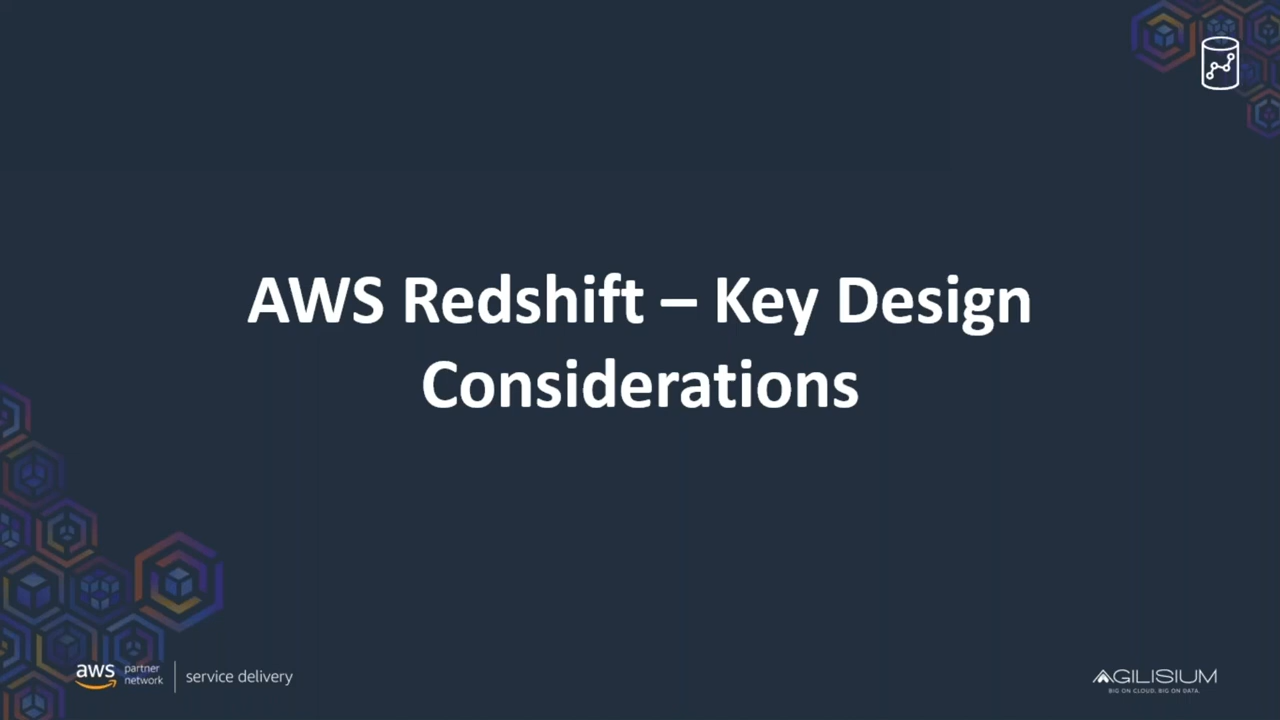 AWS Redshift – Key Design
Considerations
aws partner network | service delivery
AGILISIUM
BIG ON CLOUD. BIG ON DATA.